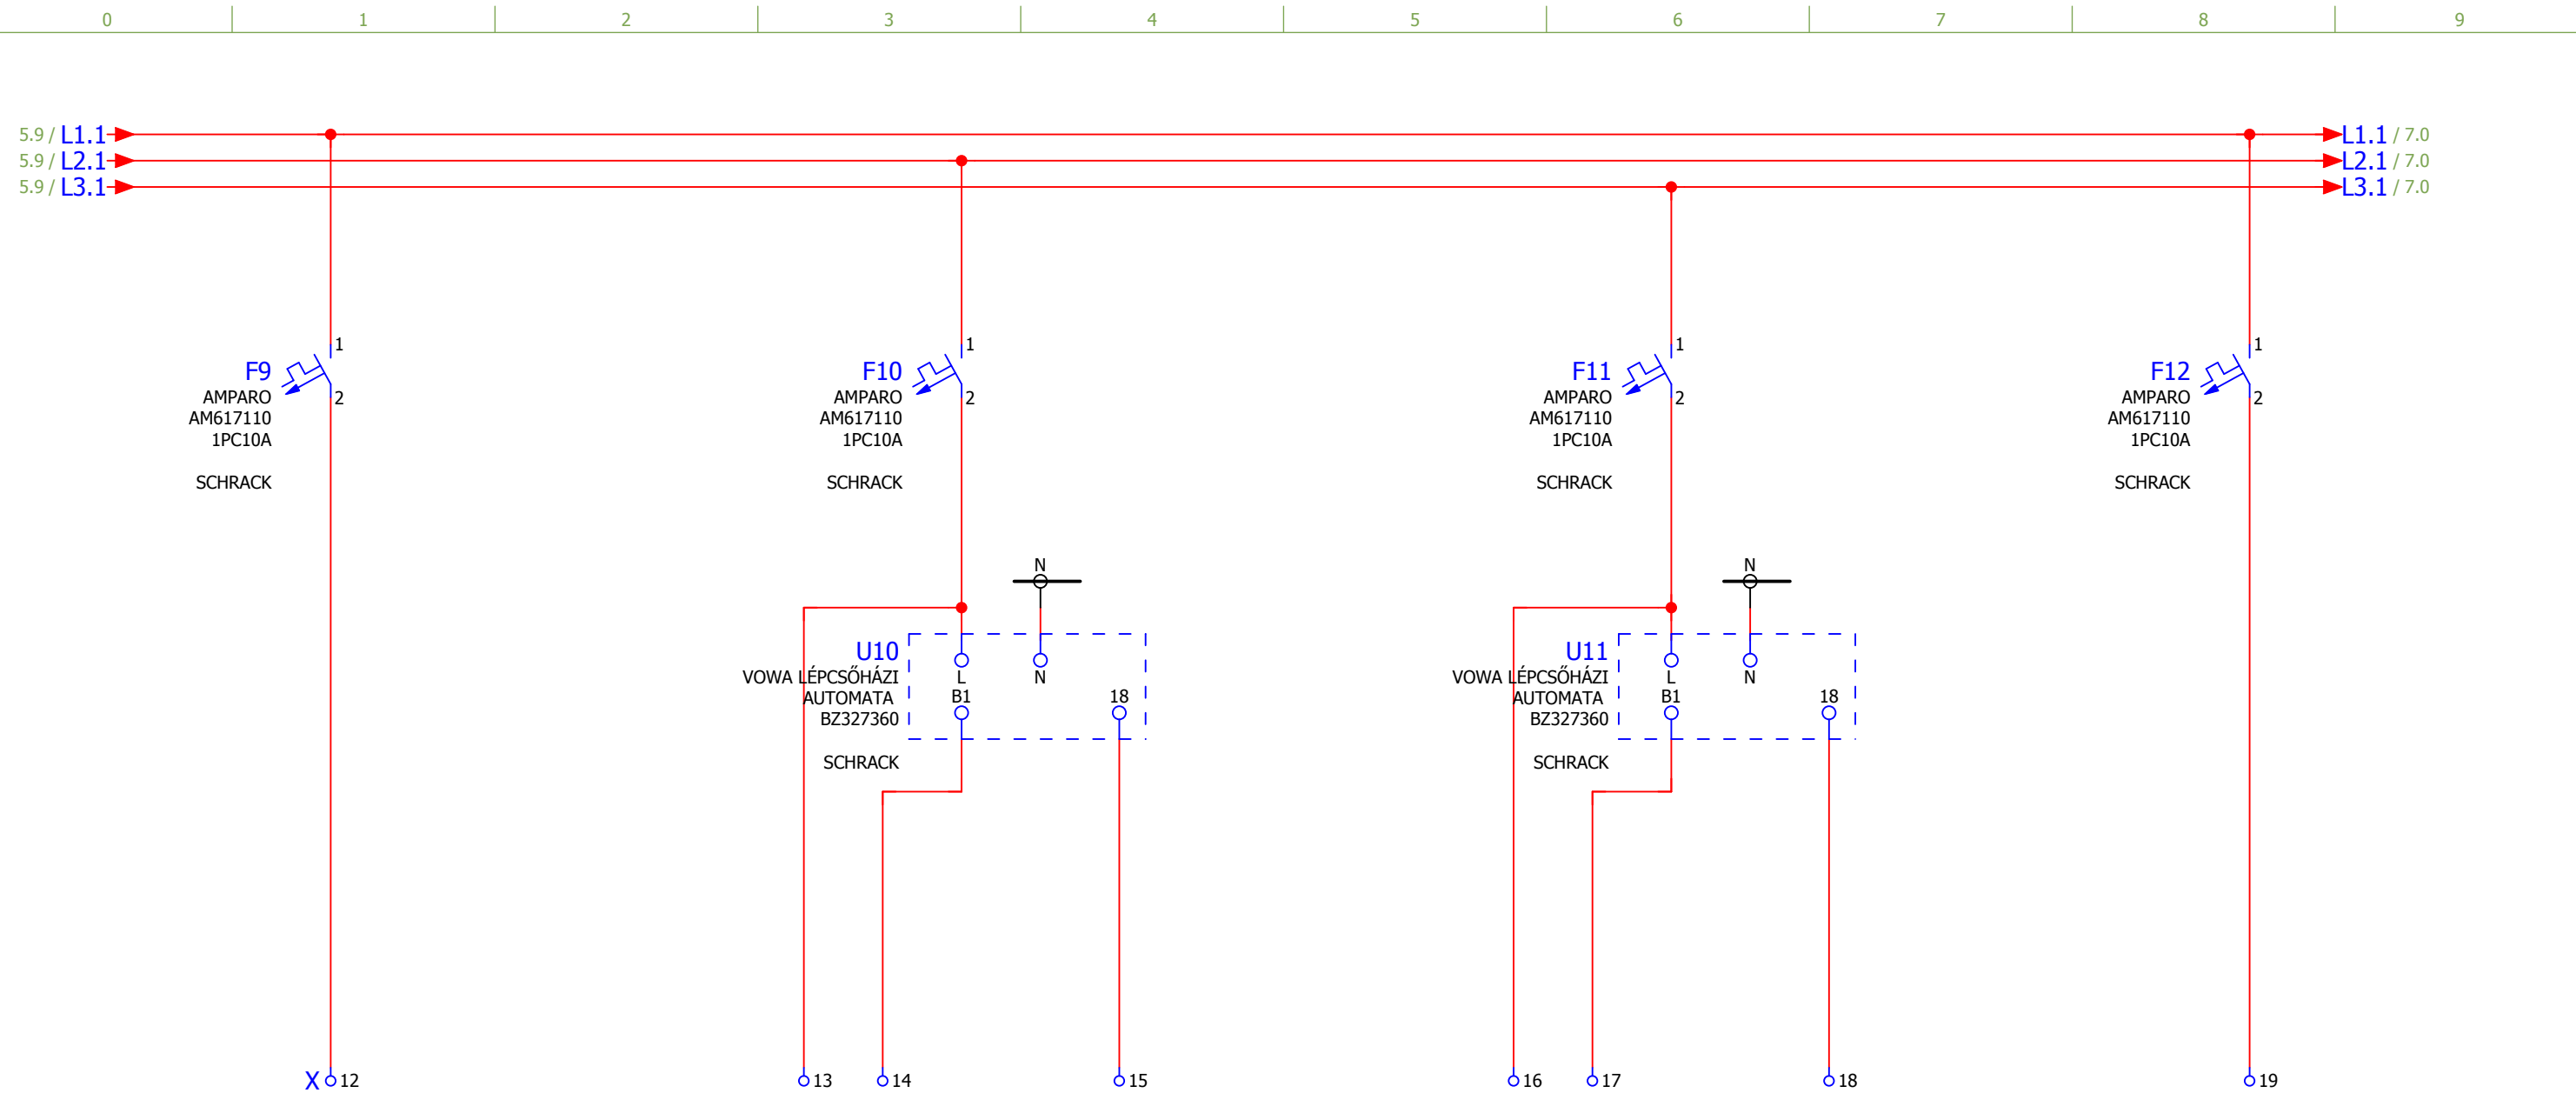 0 1 2 3 4 5 6 7 8 9
5.9 / L1.1 L1.1 / 7.0
5.9 / L2.1 L2.1 / 7.0
5.9 / L3.1 L3.1 / 7.0
1 1 1 1
F9 F10 F11 F12
2 2 2 2
AMPARO AMPARO AMPARO AMPARO
AM617110 AM617110 AM617110 AM617110
1PC10A 1PC10A 1PC10A 1PC10A
SCHRACK SCHRACK SCHRACK SCHRACK
N N
U10 U11
VOWA LÉPCSŐHÁZI L N VOWA LÉPCSŐHÁZI L N
AUTOMATA B1 18 AUTOMATA B1 18
BZ327360 BZ327360
SCHRACK SCHRACK
X 12 13 14 15 16 17 18 19